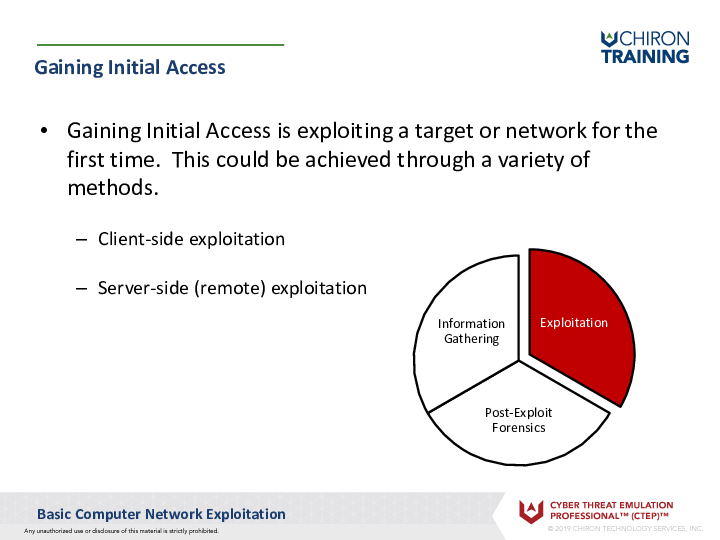 CHIRON
TRAINING
Gaining Initial Access
• Gaining Initial Access is exploiting a target or network for the
first time.  This could be achieved through a variety of
methods.
– Client-side exploitation
– Server-side (remote) exploitation
Information
Gathering
Exploitation
Post-Exploit
Forensics
Basic Computer Network Exploitation
CYBER THREAT EMULATION
PROFESSIONAL™ (CTEP)™
Any unauthorized use or disclosure of this material is strictly prohibited.
© 2019 CHIRON TECHNOLOGY SERVICES, INC.